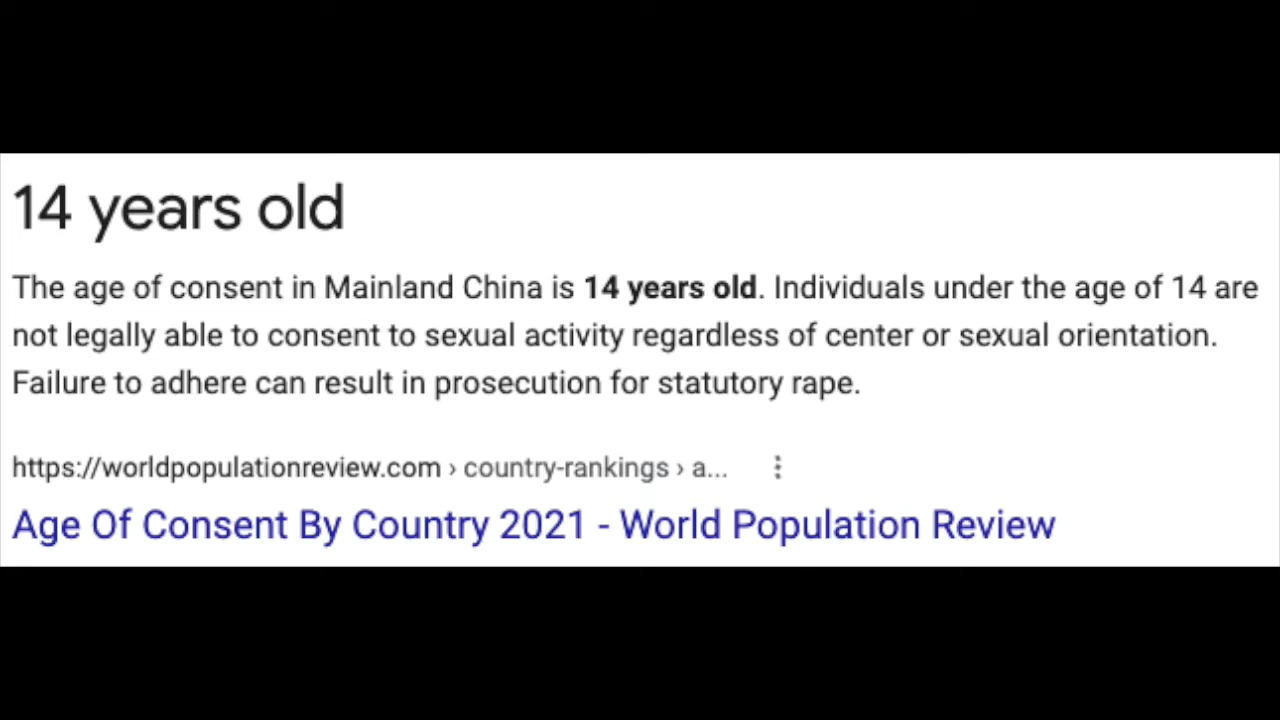 14 years old
The age of consent in Mainland China is 14 years old. Individuals under the age of 14 are
not legally able to consent to sexual activity regardless of center or sexual orientation.
Failure to adhere can result in prosecution for statutory rape.
https://worldpopulationreview.com › country-rankings › a...
Age Of Consent By Country 2021 - World Population Review